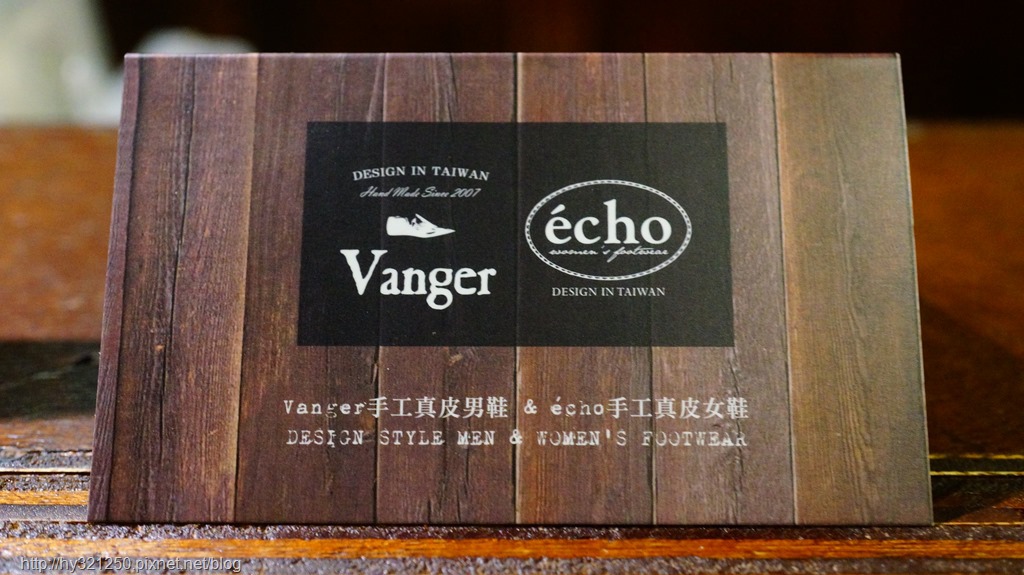 DESIGN IN TAIWAN
Hand Made Since 2007
Vanger
écho
women's footwear
DESIGN IN TAIWAN
Vanger手工真皮男鞋 & écho手工真皮女鞋
DESIGN STYLE MEN & WOMEN'S FOOTWEAR
http://hy321250.pixnet.net/blog